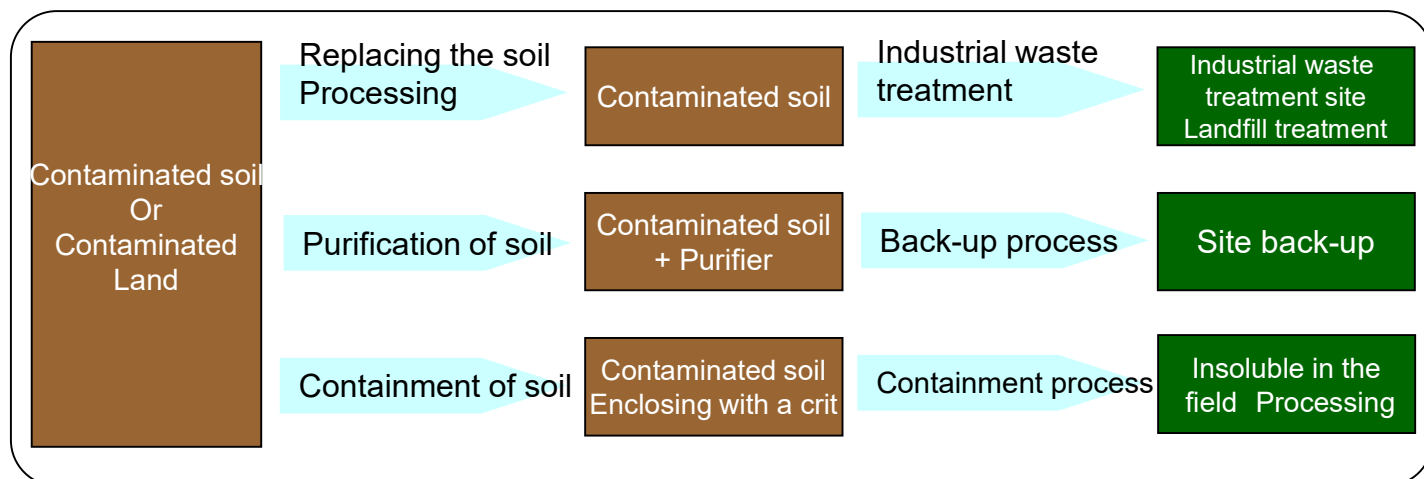 Contaminated soil
Or
Contaminated
Land
Replacing the soil
Processing
Contaminated soil
Industrial waste
treatment
Industrial waste
treatment site
Landfill treatment
Purification of soil
Contaminated soil
+ Purifier
Back-up process
Site back-up
Containment of soil
Contaminated soil
Enclosing with a crit
Containment process
Insoluble in the
field Processing